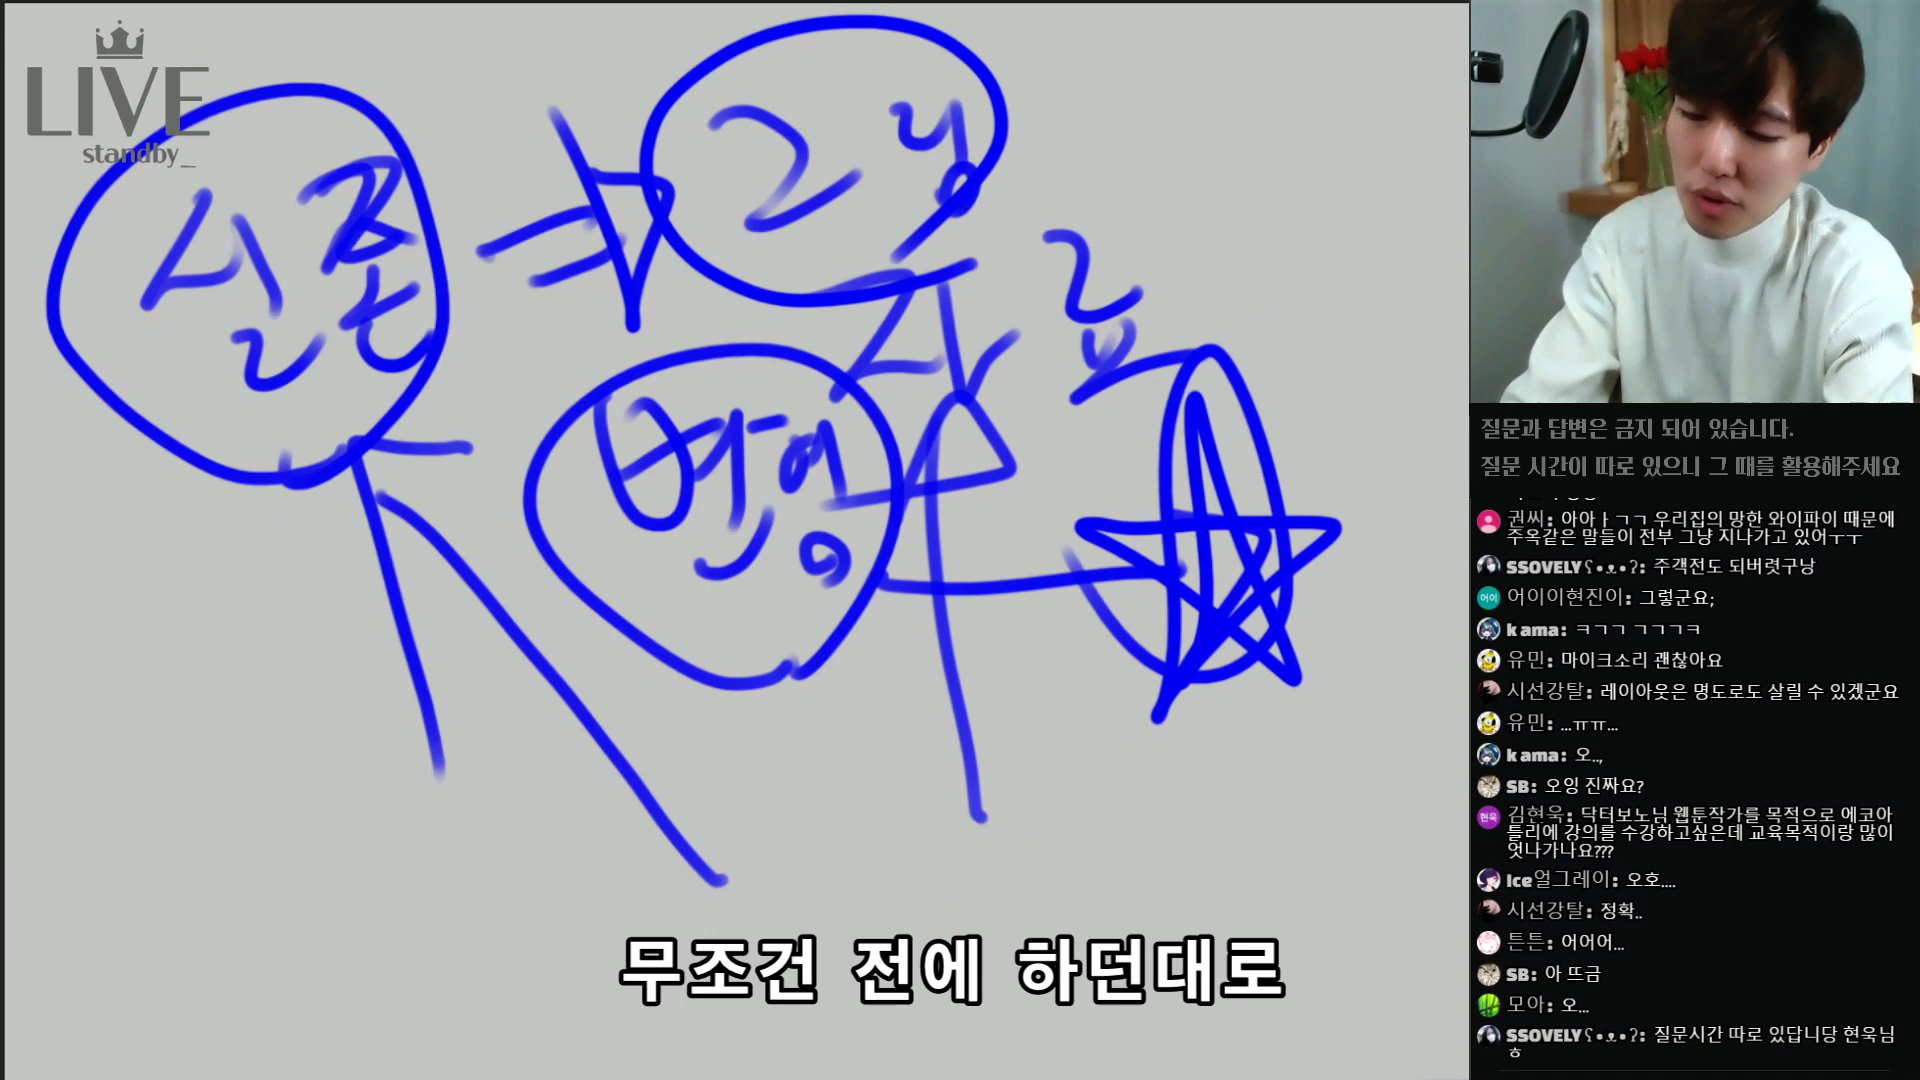 LIVE
standby_
실존
그림
자료
변형
무조건 전에 하던대로
질문과 답변은 금지 되어 있습니다.
질문 시간이 따로 있으니 그 때를 활용해주세요
권씨: 아아ㅏㄱㄱ 우리집의 망한 와이파이 때문에
주옥같은 말들이 전부 그냥 지나가고 있어ㅜㅜ
SSOVELYʕ•ᴥ•ʔ: 주객전도 되버렷구낭
어이
어이이현진이: 그렇군요;
kama: ㅋㄱㄱ ㄱㄱㄱㅋ
유민: 마이크소리 괜찮아요
시선강탈: 레이아웃은 명도로도 살릴 수 있겠군요
유민: ...ㅠㅠ...
kama: 오..,
SB: 오잉 진짜요?
현욱
김현욱: 닥터보노님 웹툰작가를 목적으로 에코아
틀리에 강의를 수강하고싶은데 교육목적이랑 많이
엇나가나요???
Ice얼그레이: 오호....
시선강탈: 정확..
튼튼: 어어어...
SB: 아 뜨금
모아: 오...
SSOVELYʕ•ᴥ•ʔ: 질문시간 따로 있답니당 현욱님
ㅎ